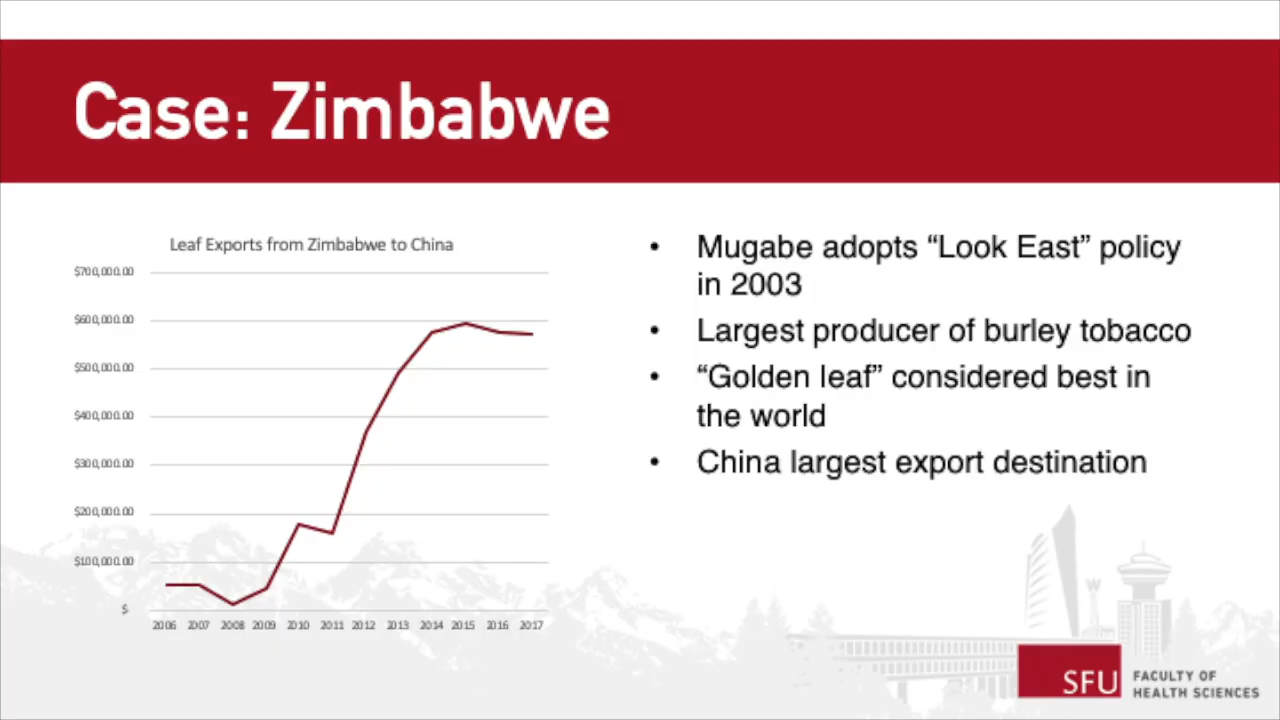 Case: Zimbabwe
Leaf Exports from Zimbabwe to China
$700,000.00
$600,000.00
$500,000.00
$400,000.00
$300,000.00
$200,000.00
$100,000.00
$
2006 2007 2008 2009 2010 2011 2012 2013 2014 2015 2016 2017
• Mugabe adopts “Look East” policy
in 2003
• Largest producer of burley tobacco
• “Golden leaf” considered best in
the world
• China largest export destination
SFU
FACULTY OF
HEALTH SCIENCES